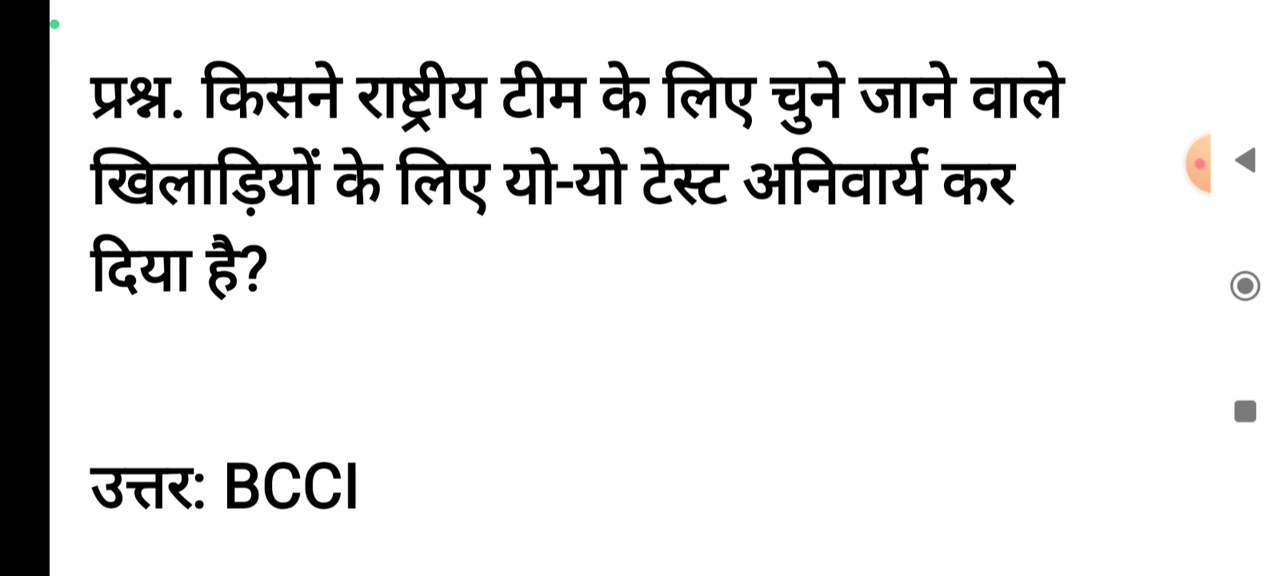 प्रश्न. किसने राष्ट्रीय टीम के लिए चुने जाने वाले
खिलाड़ियों के लिए यो-यो टेस्ट अनिवार्य कर
दिया है?
उत्तर: BCCI